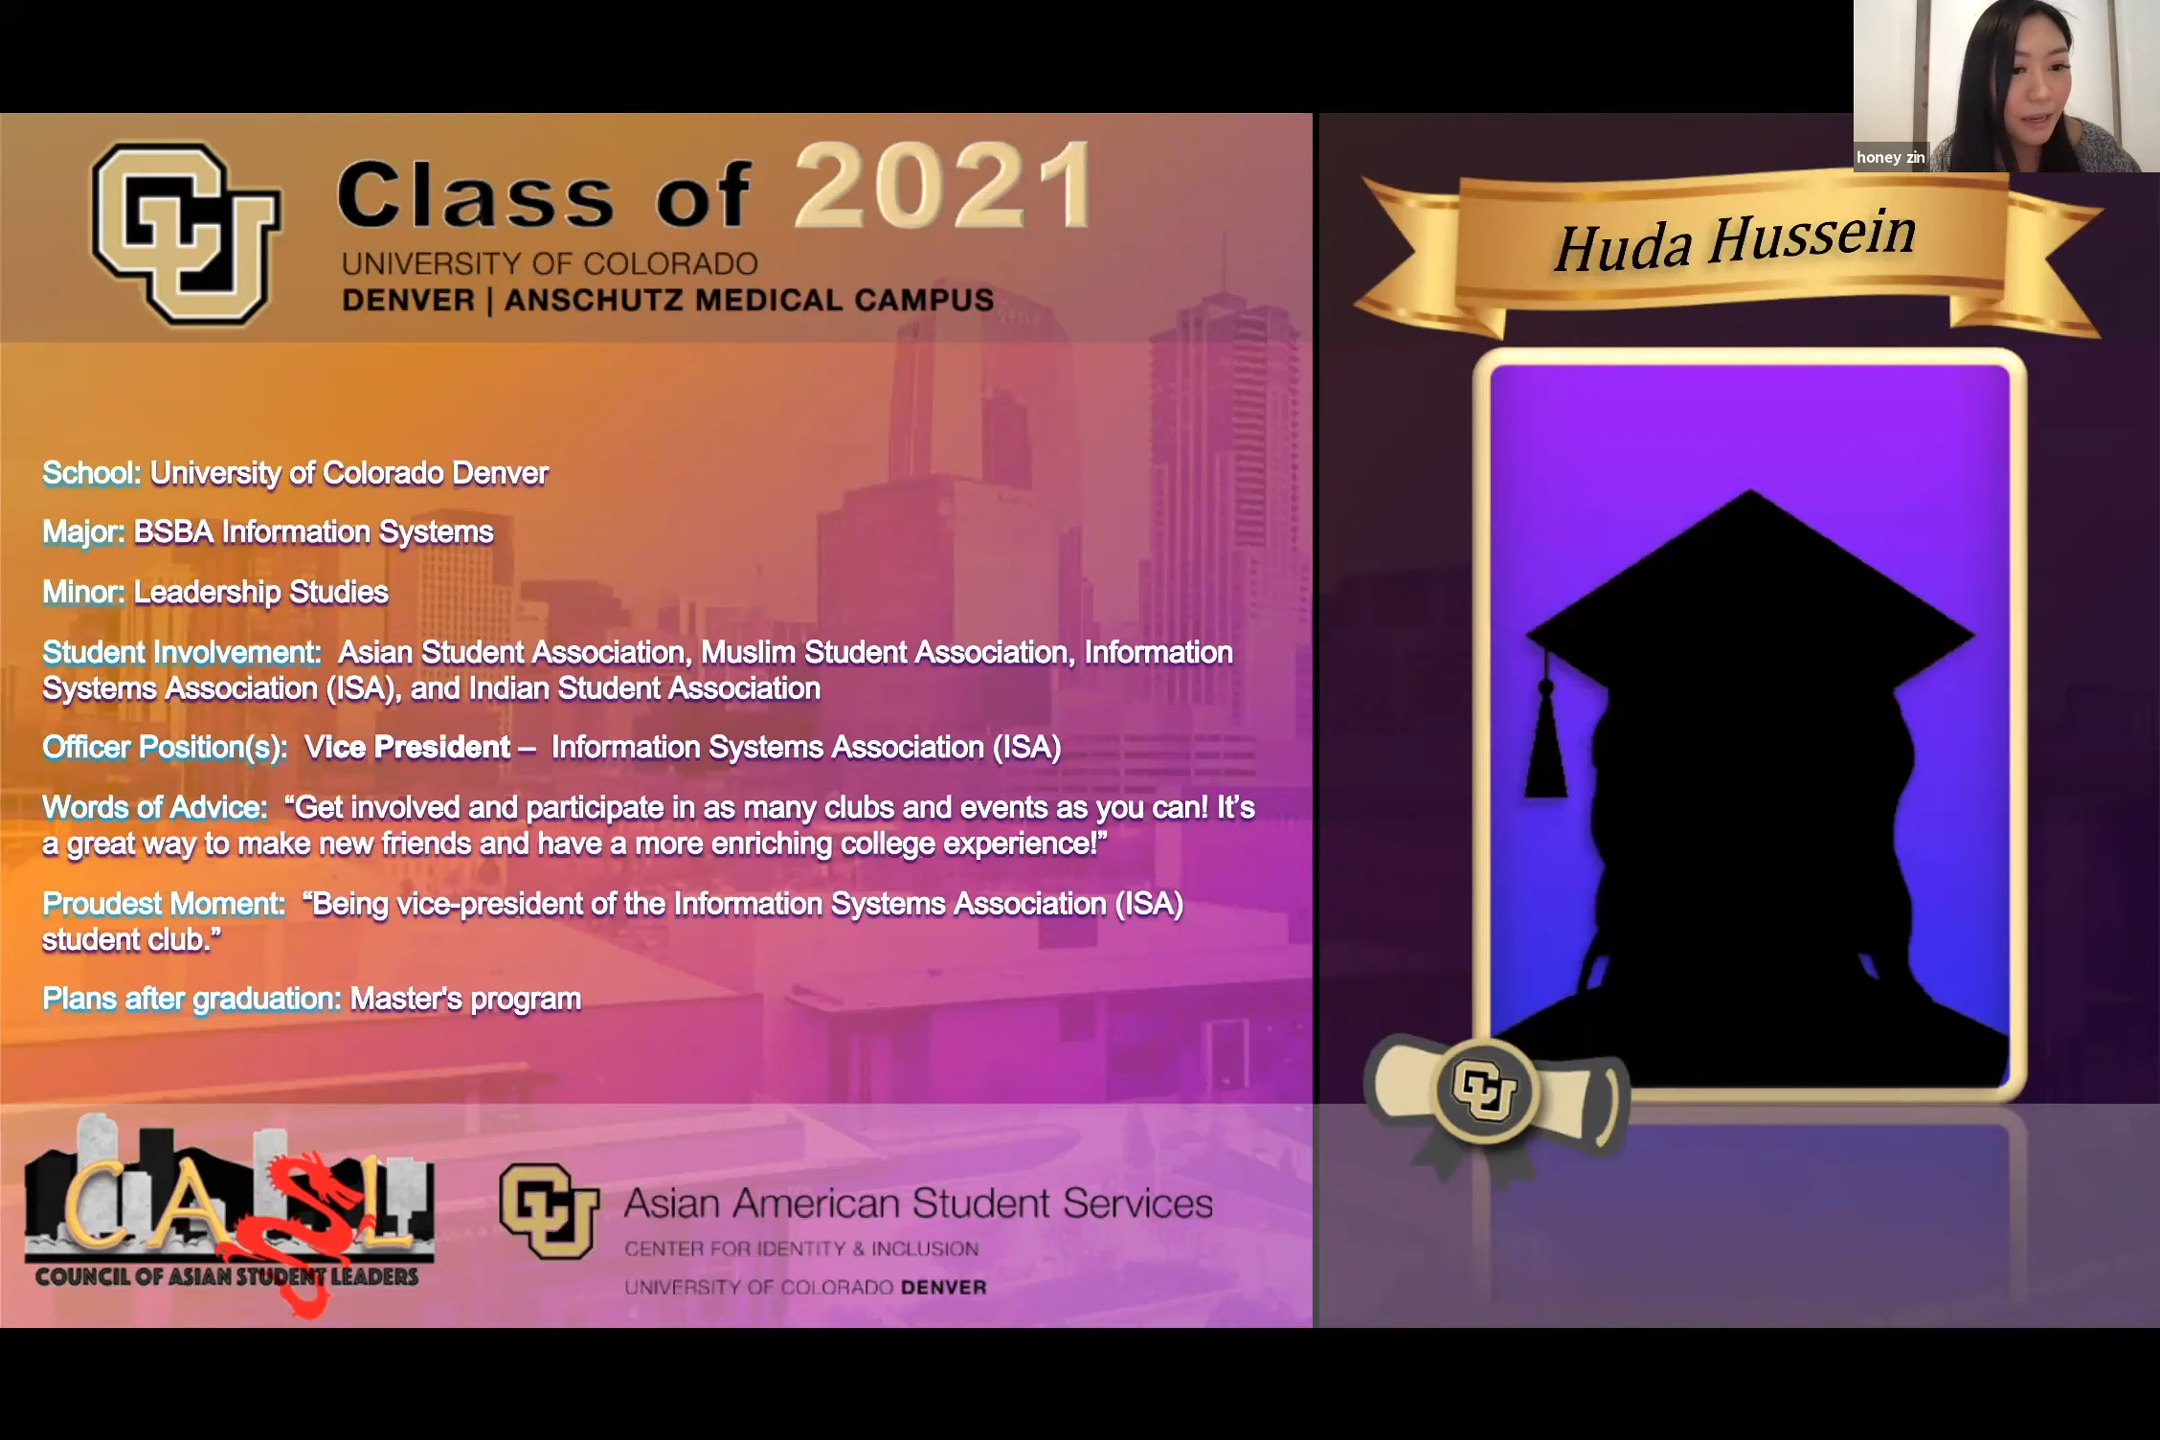 honey zin
CU
Class of 2021
UNIVERSITY OF COLORADO
DENVER | ANSCHUTZ MEDICAL CAMPUS
Huda Hussein
School: University of Colorado Denver
Major: BSBA Information Systems
Minor: Leadership Studies
Student Involvement:  Asian Student Association, Muslim Student Association, Information
Systems Association (ISA), and Indian Student Association
Officer Position(s):  Vice President –  Information Systems Association (ISA)
Words of Advice:  “Get involved and participate in as many clubs and events as you can! It’s
a great way to make new friends and have a more enriching college experience!”
Proudest Moment:  “Being vice-president of the Information Systems Association (ISA)
student club.”
Plans after graduation: Master's program
CU
CASL
COUNCIL OF ASIAN STUDENT LEADERS
CU
Asian American Student Services
CENTER FOR IDENTITY & INCLUSION
UNIVERSITY OF COLORADO DENVER